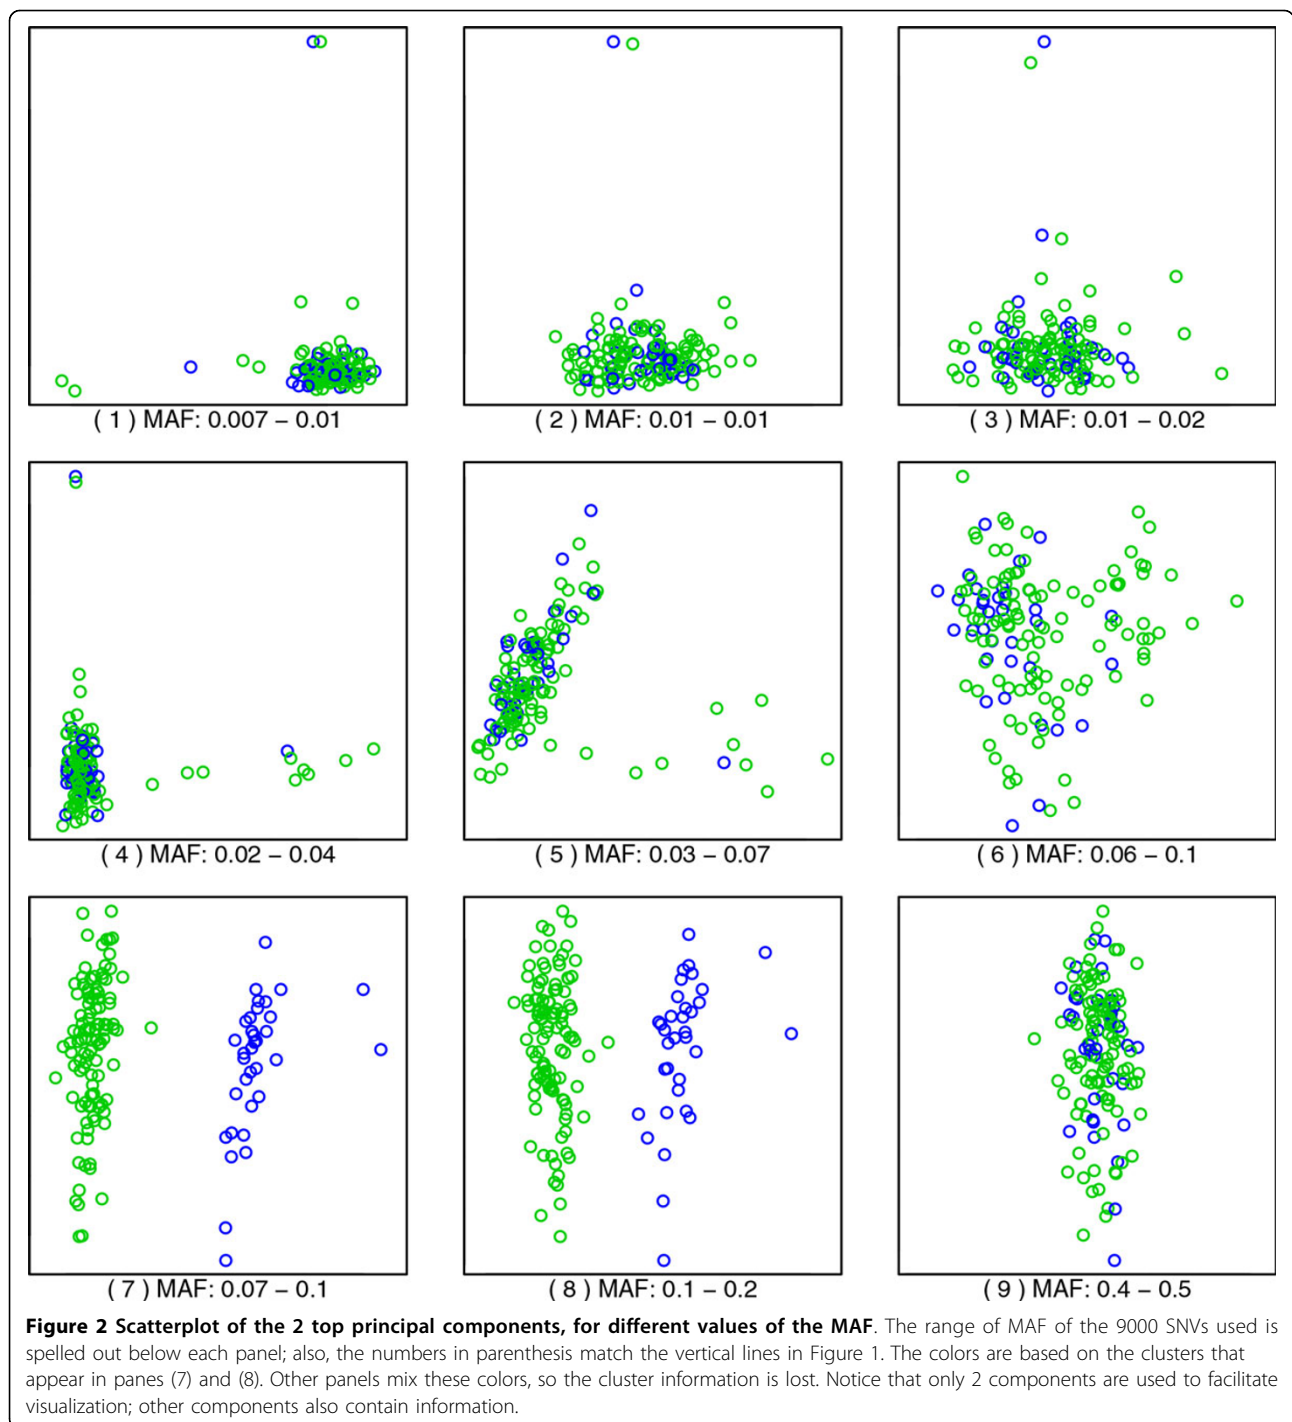 ( 1 ) MAF: 0.007 – 0.01
( 2 ) MAF: 0.01 – 0.01
( 3 ) MAF: 0.01 – 0.02
( 4 ) MAF: 0.02 – 0.04
( 5 ) MAF: 0.03 – 0.07
( 6 ) MAF: 0.06 – 0.1
( 7 ) MAF: 0.07 – 0.1
( 8 ) MAF: 0.1 – 0.2
( 9 ) MAF: 0.4 – 0.5
Figure 2 Scatterplot of the 2 top principal components, for different values of the MAF. The range of MAF of the 9000 SNVs used is
spelled out below each panel; also, the numbers in parenthesis match the vertical lines in Figure 1. The colors are based on the clusters that
appear in panes (7) and (8). Other panels mix these colors, so the cluster information is lost. Notice that only 2 components are used to facilitate
visualization; other components also contain information.